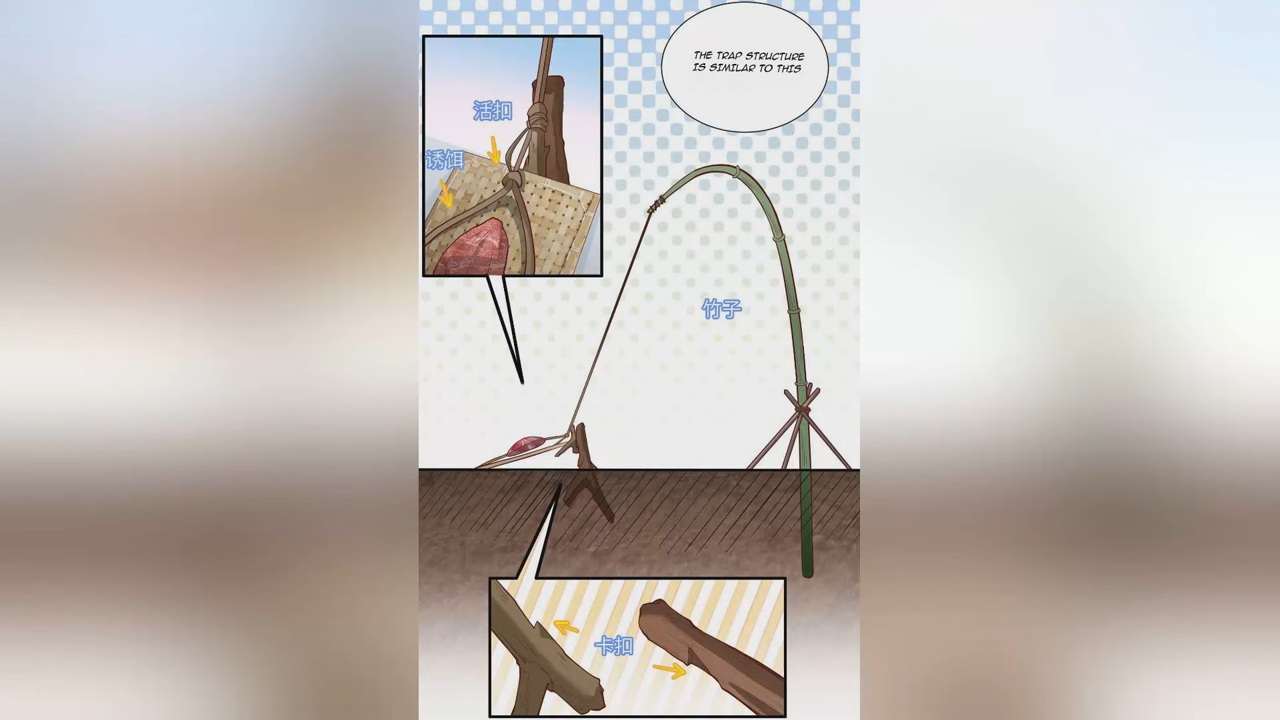 THE TRAP STRUCTURE
IS SIMILAR TO THIS
活扣
诱饵
竹子
卡扣